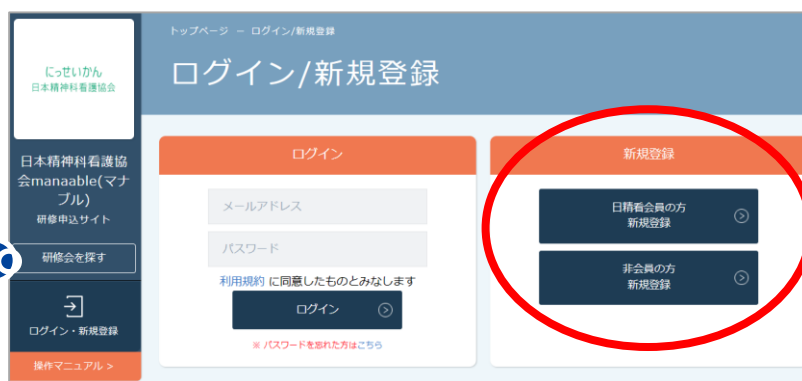 トップページ － ログイン/新規登録
ログイン/新規登録
にっせいかん
日本精神科看護協会
日本精神科看護協
会manaable(マナ
ブル)
研修申込サイト
研修会を探す
ログイン・新規登録
操作マニュアル >
ログイン
メールアドレス
パスワード
利用規約 に同意したものとみなします
ログイン
※ パスワードを忘れた方はこちら
新規登録
日精看会員の方
新規登録
非会員の方
新規登録